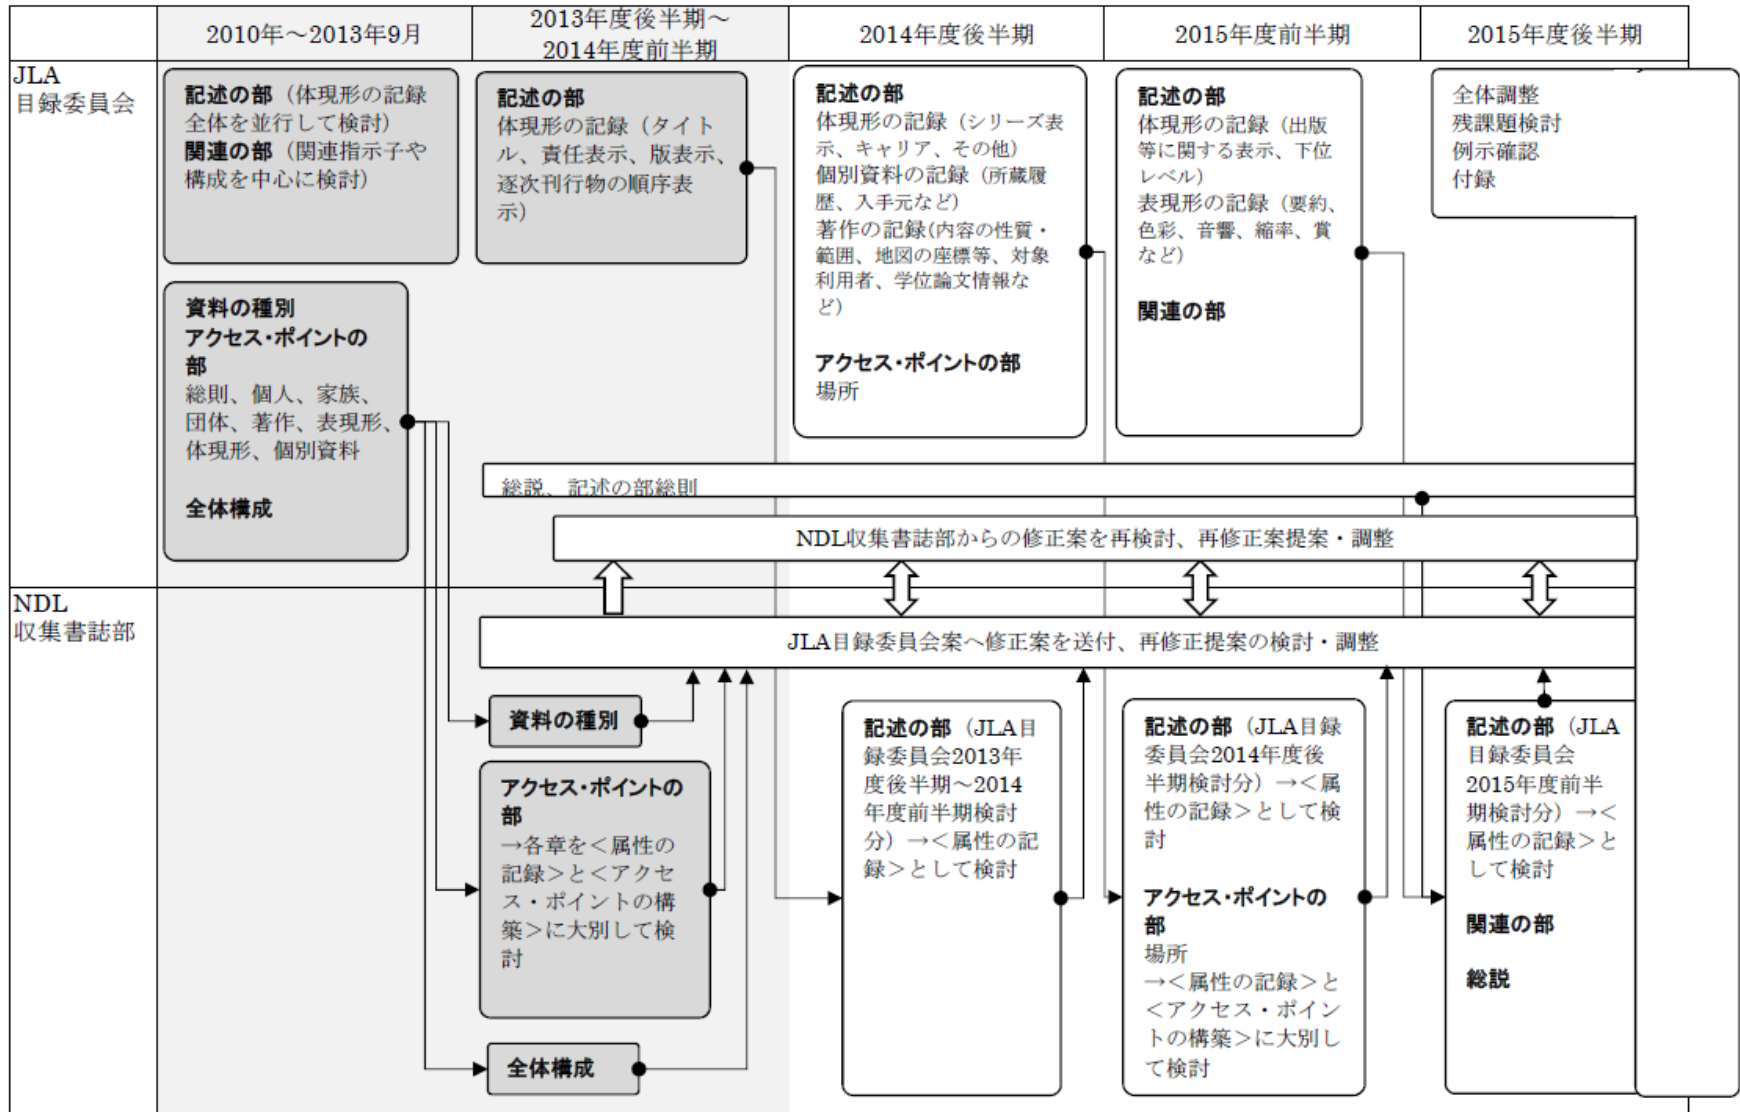 2010年～2013年9月
2013年度後半期～
2014年度前半期
2014年度後半期
2015年度前半期
2015年度後半期
JLA
目録委員会
記述の部（体現形の記録
全体を並行して検討）
関連の部（関連指示子や
構成を中心に検討）
資料の種別
アクセス・ポイントの
部
総則、個人、家族、
団体、著作、表現形、
体現形、個別資料
全体構成
記述の部
体現形の記録（タイト
ル、責任表示、版表示、
逐次刊行物の順序表
示）
記述の部
体現形の記録（シリーズ表
示、キャリア、その他）
個別資料の記録（所蔵履
歴、入手元など）
著作の記録（内容の性質・
範囲、地図の座標等、対象
利用者、学位論文情報な
ど）
アクセス・ポイントの部
場所
記述の部
体現形の記録（出版
等に関する表示、下位
レベル）
表現形の記録（要約、
色彩、音響、縮率、賞
など）
関連の部
全体調整
残課題検討
例示確認
付録
総説、記述の部総則
NDL収集書誌部からの修正案を再検討、再修正案提案・調整
NDL
収集書誌部
JLA目録委員会案へ修正案を送付、再修正提案の検討・調整
資料の種別
アクセス・ポイントの
部
→各章を＜属性の
記録＞と＜アクセ
ス・ポイントの構
築＞に大別して検
討
全体構成
記述の部（JLA目
録委員会2013年
度後半期～2014
年度前半期検討
分）→＜属性の記
録＞として検討
記述の部（JLA目録
委員会2014年度後
半期検討分）→＜属
性の記録＞として検
討
アクセス・ポイントの
部
場所
→＜属性の記録＞と
＜アクセス・ポイン
トの構築＞に大別し
て検討
記述の部（JLA
目録委員会
2015年度前半
期検討分）→＜
属性の記録＞と
して検討
関連の部
総説